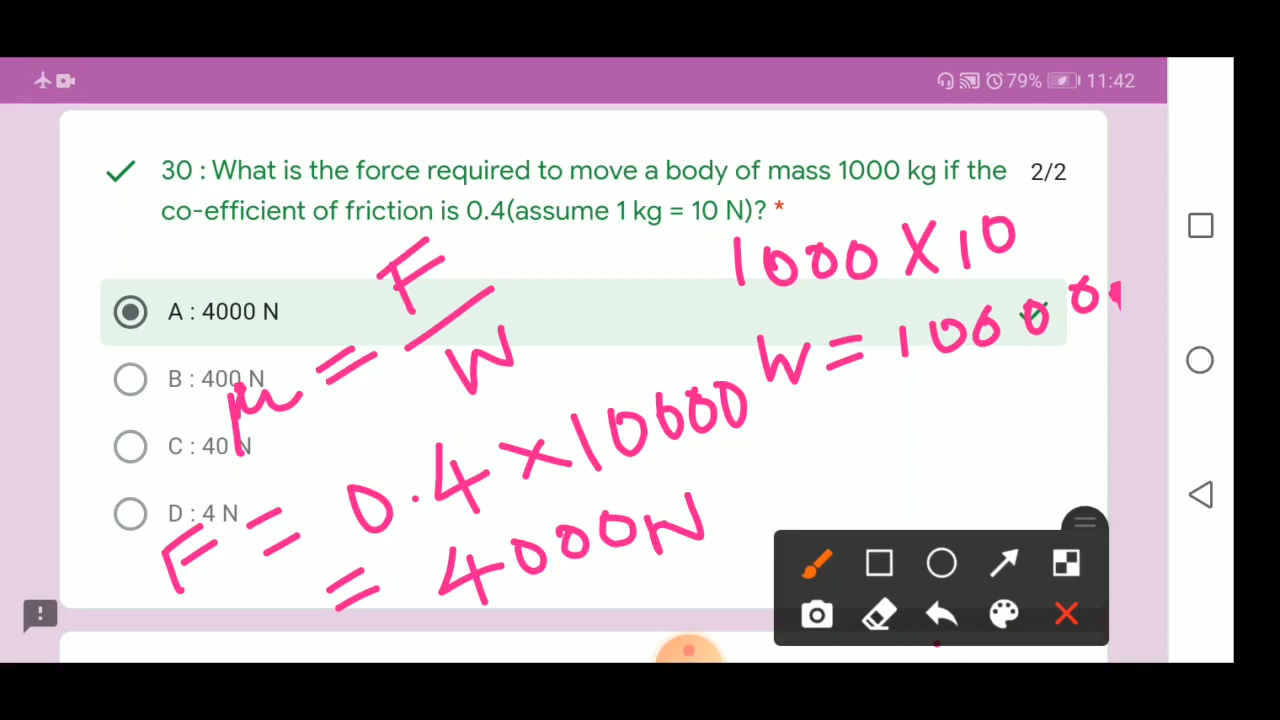 79% 11:42
30 : What is the force required to move a body of mass 1000 kg if the 2/2
co-efficient of friction is 0.4(assume 1 kg = 10 N)? *
1000 X 10
A : 4000 N
W = 10000
μ = F/W
B : 400 N
C : 40 N
F = 0.4 × 10000
D : 4 N
= 4000N